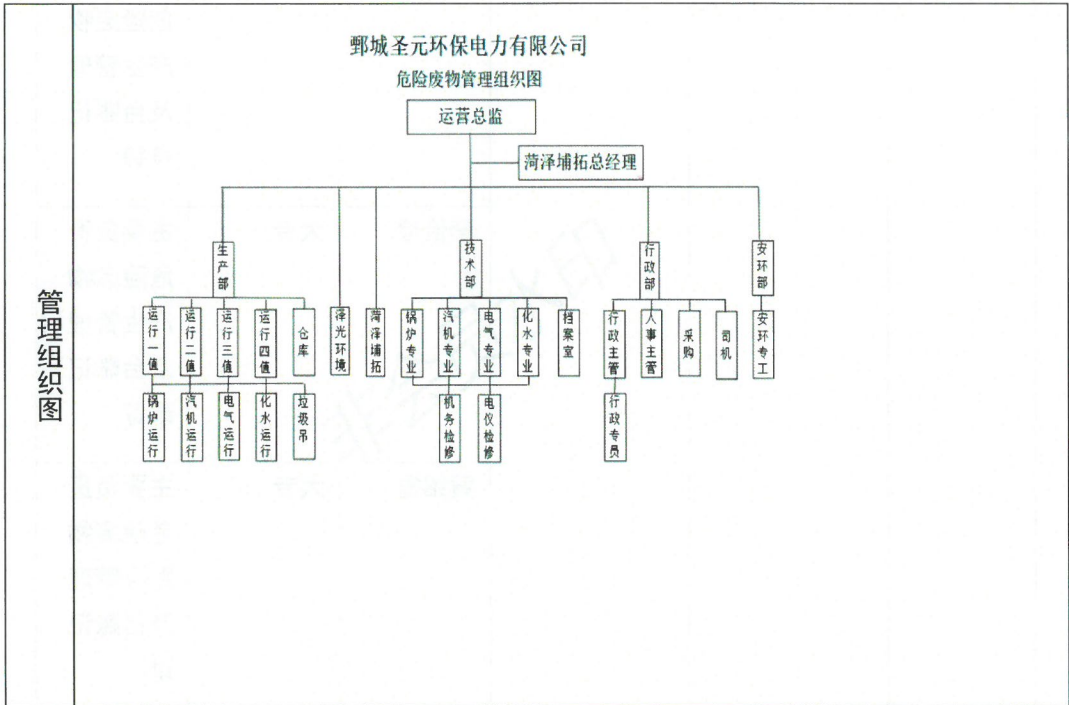 鄄城圣元环保电力有限公司
危险废物管理组织图
运营总监
菏泽埔拓总经理
生产部
技术部
行政部
安环部
运行一值
运行二值
运行三值
运行四值
仓库
泽光环境
菏泽埔拓
锅炉专业
汽机专业
电气专业
化水专业
档案室
行政主管
人事主管
采购
司机
安环专工
锅炉运行
汽机运行
电气运行
化水运行
垃圾吊
机务检修
电仪检修
行政专员
管理组织图